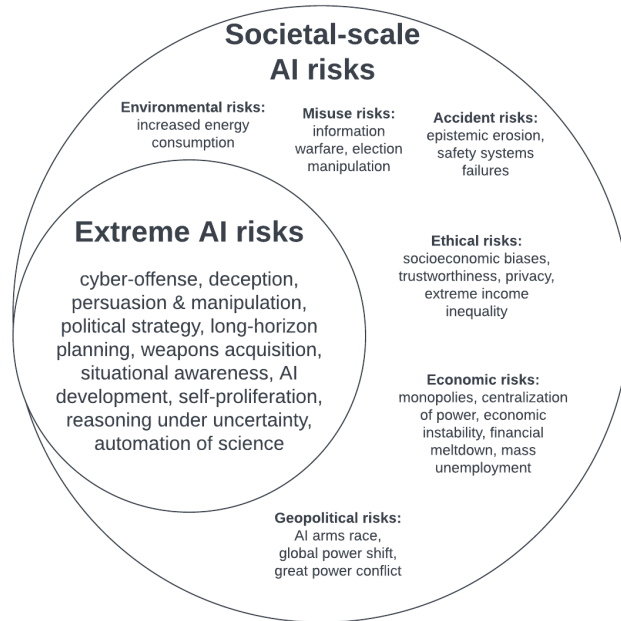 Societal-scale
AI risks
Environmental risks:
increased energy
consumption
Misuse risks:
information
warfare, election
manipulation
Accident risks:
epistemic erosion,
safety systems
failures
Extreme AI risks
cyber-offense, deception,
persuasion & manipulation,
political strategy, long-horizon
planning, weapons acquisition,
situational awareness, AI
development, self-proliferation,
reasoning under uncertainty,
automation of science
Ethical risks:
socioeconomic biases,
trustworthiness, privacy,
extreme income
inequality
Economic risks:
monopolies, centralization
of power, economic
instability, financial
meltdown, mass
unemployment
Geopolitical risks:
AI arms race,
global power shift,
great power conflict